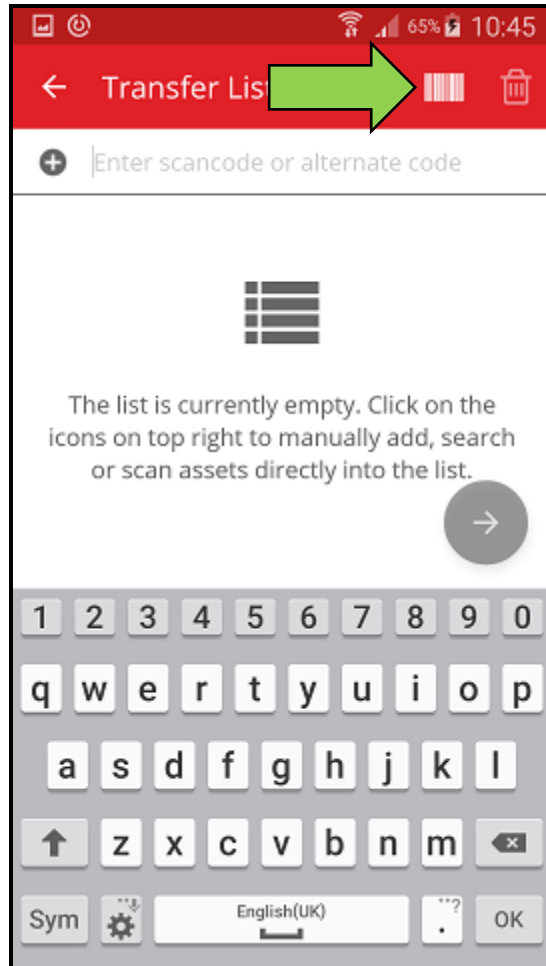 65% 10:45
Transfer Lis
Enter scancode or alternate code
The list is currently empty. Click on the
icons on top right to manually add, search
or scan assets directly into the list.
1 2 3 4 5 6 7 8 9 0
q w e r t y u i o p
a s d f g h j k l
z x c v b n m
Sym English(UK) . ...? OK